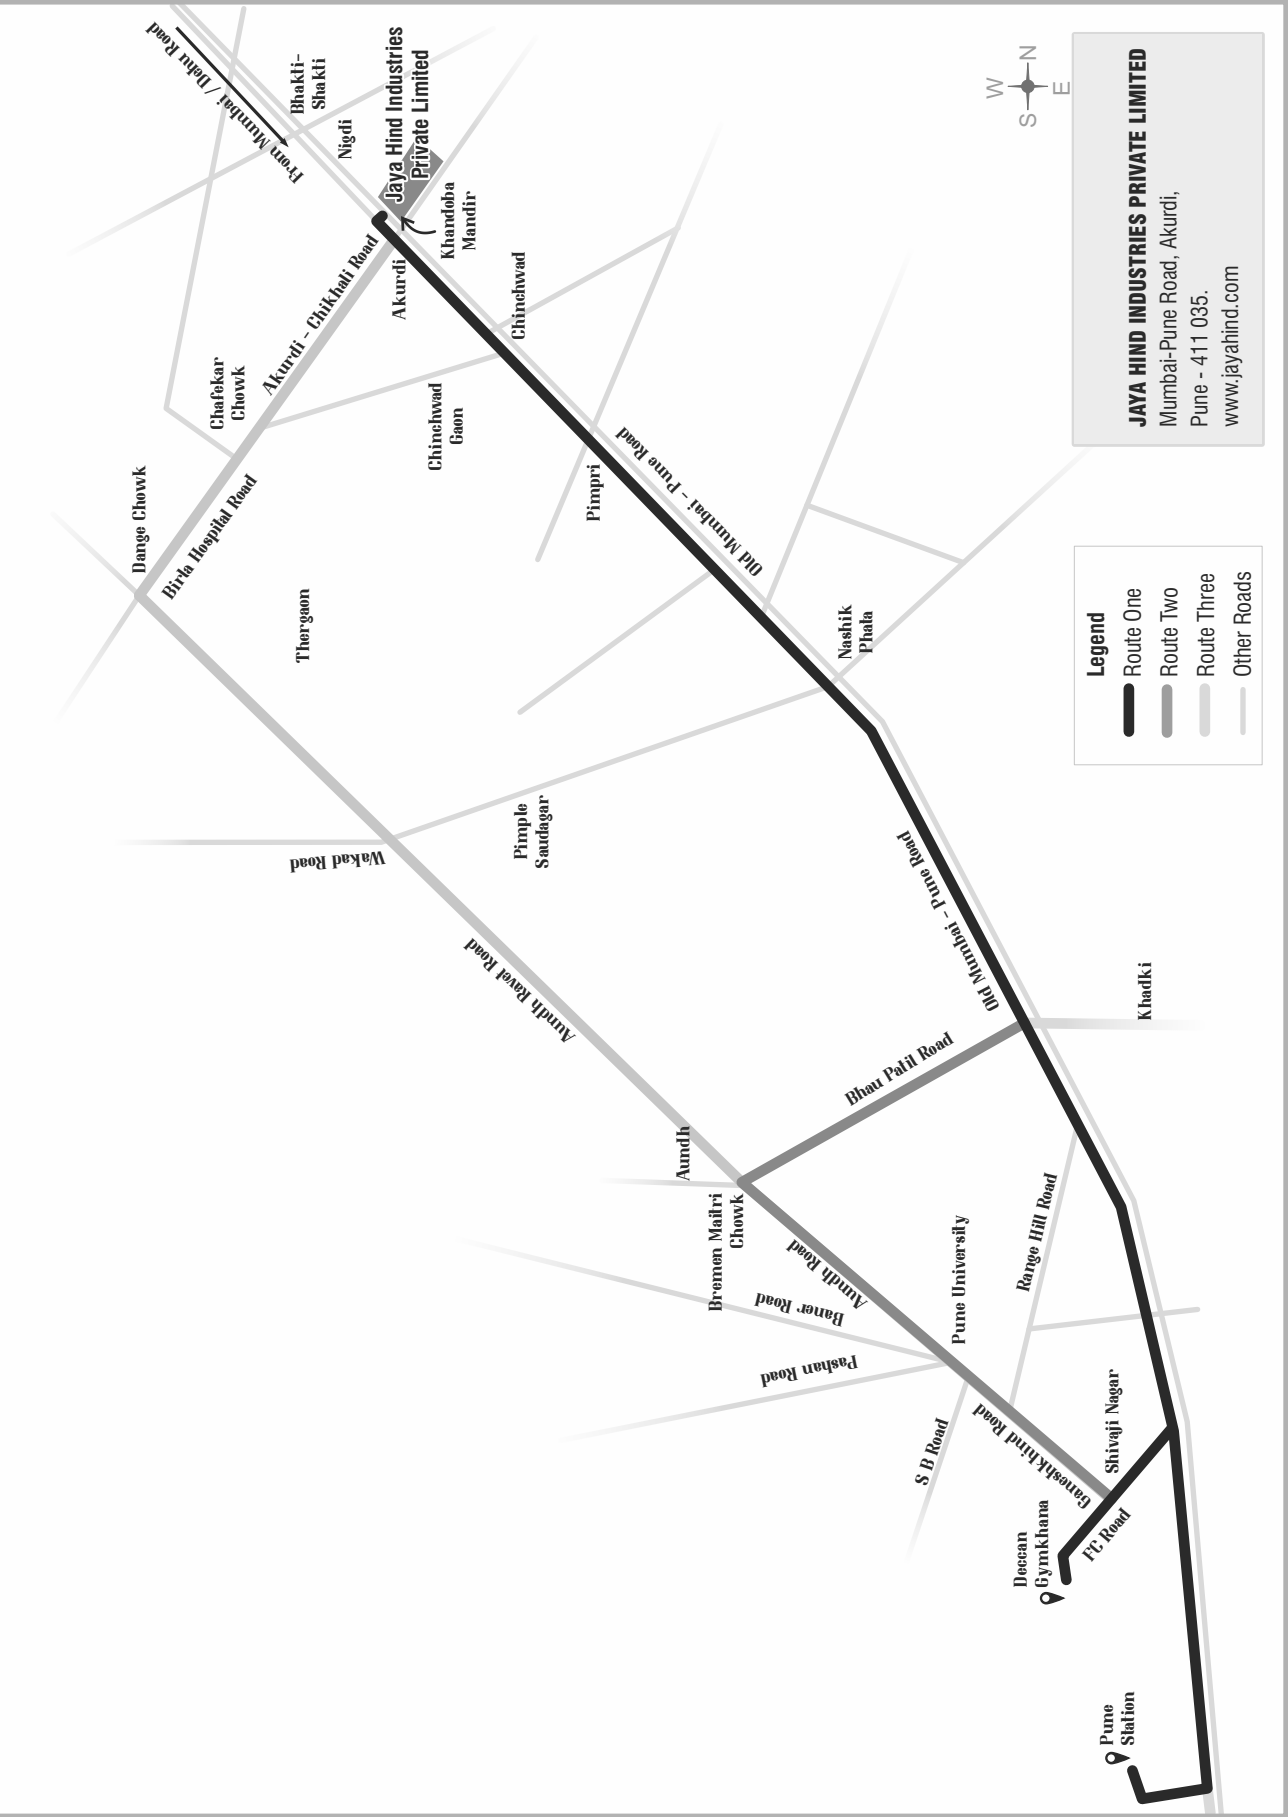 From Mumbai / Dehu Road
Bhakti-
Shakti
Nigdi
Jaya Hind Industries
Private Limited
Khandoba
Mandir
Akurdi
Akurdi - Chikhali Road
Chinchwad
Chafekar
Chowk
Chinchwad
Gaon
Dange Chowk
Birla Hospital Road
Pimpri
Old Mumbai - Pune Road
Thergaon
Nashik
Phata
Wakad Road
Pimple
Saudagar
Old Mumbai - Pune Road
Aundh Ravet Road
Khadki
Bhau Patil Road
Aundh
Bremen Maitri
Chowk
Aundh Road
Baner Road
Pashan Road
Pune University
Range Hill Road
S B Road
Ganeshkhind Road
Shivaji Nagar
Deccan
Gymkhana
FC Road
Pune
Station
W
N
S
E
JAYA HIND INDUSTRIES PRIVATE LIMITED
Mumbai-Pune Road, Akurdi,
Pune - 411 035.
www.jayahind.com
Legend
Route One
Route Two
Route Three
Other Roads